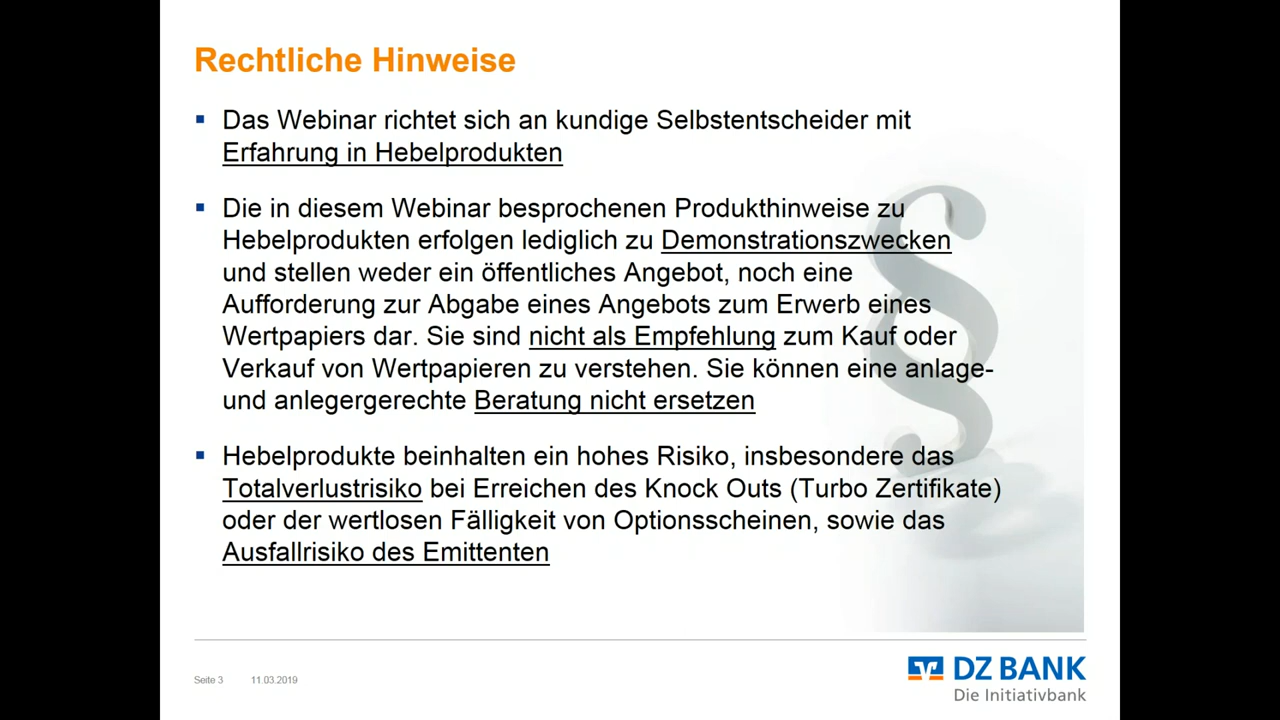 Rechtliche Hinweise
▪ Das Webinar richtet sich an kundige Selbstentscheider mit
Erfahrung in Hebelprodukten
▪ Die in diesem Webinar besprochenen Produkthinweise zu
Hebelprodukten erfolgen lediglich zu Demonstrationszwecken
und stellen weder ein öffentliches Angebot, noch eine
Aufforderung zur Abgabe eines Angebots zum Erwerb eines
Wertpapiers dar. Sie sind nicht als Empfehlung zum Kauf oder
Verkauf von Wertpapieren zu verstehen. Sie können eine anlage-
und anlegergerechte Beratung nicht ersetzen
▪ Hebelprodukte beinhalten ein hohes Risiko, insbesondere das
Totalverlustrisiko bei Erreichen des Knock Outs (Turbo Zertifikate)
oder der wertlosen Fälligkeit von Optionsscheinen, sowie das
Ausfallrisiko des Emittenten
Seite 3 11.03.2019
DZ BANK
Die Initiativbank